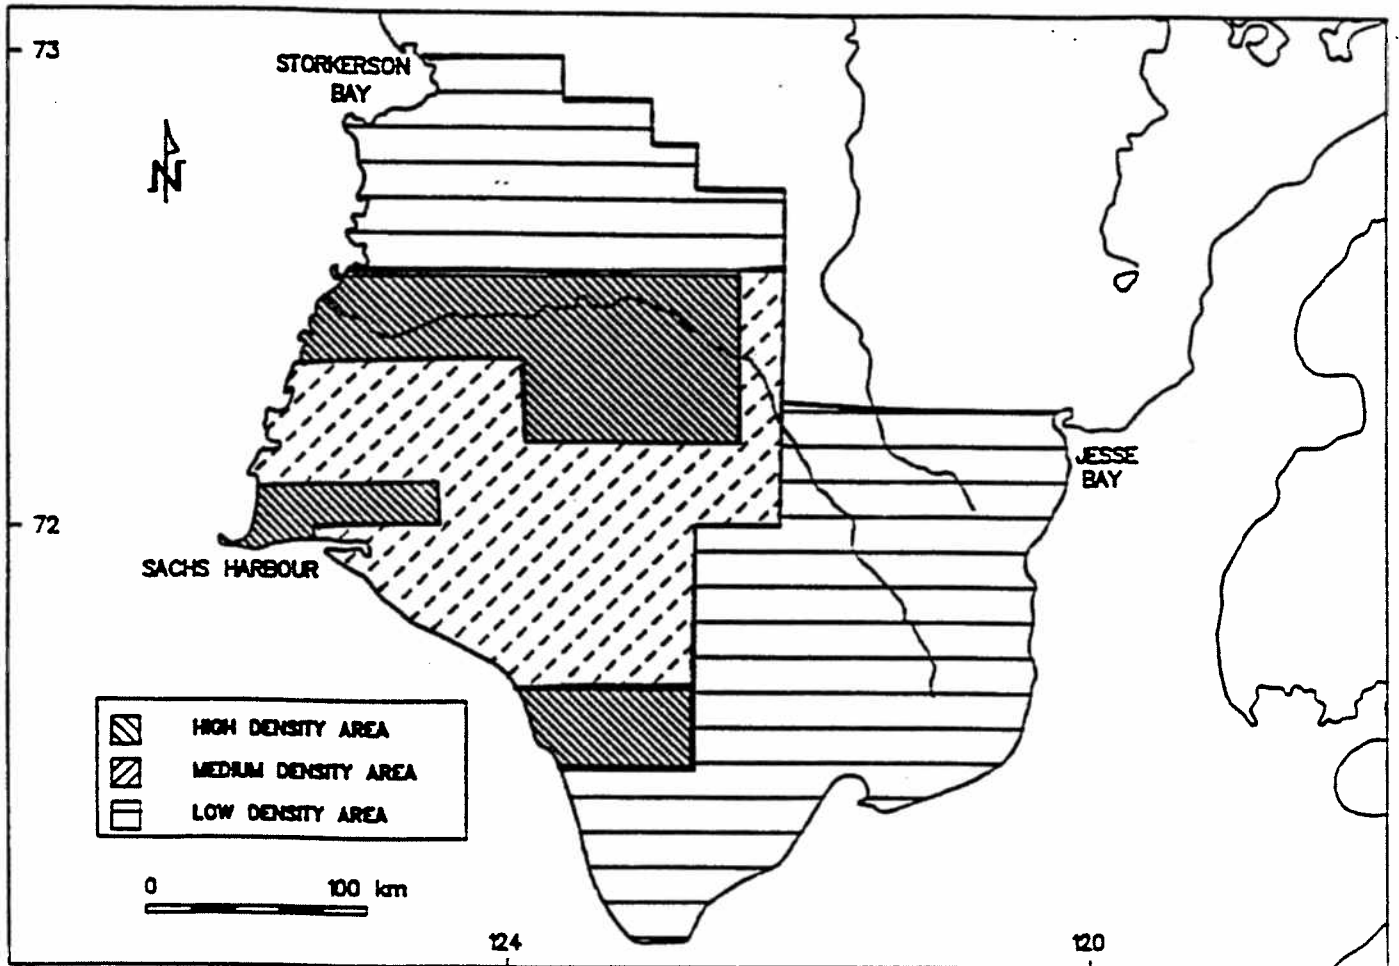 73
STORKERSON
BAY
N
JESSE
BAY
72
SACHS HARBOUR
HIGH DENSITY AREA
MEDIUM DENSITY AREA
LOW DENSITY AREA
0 100 km
124 120